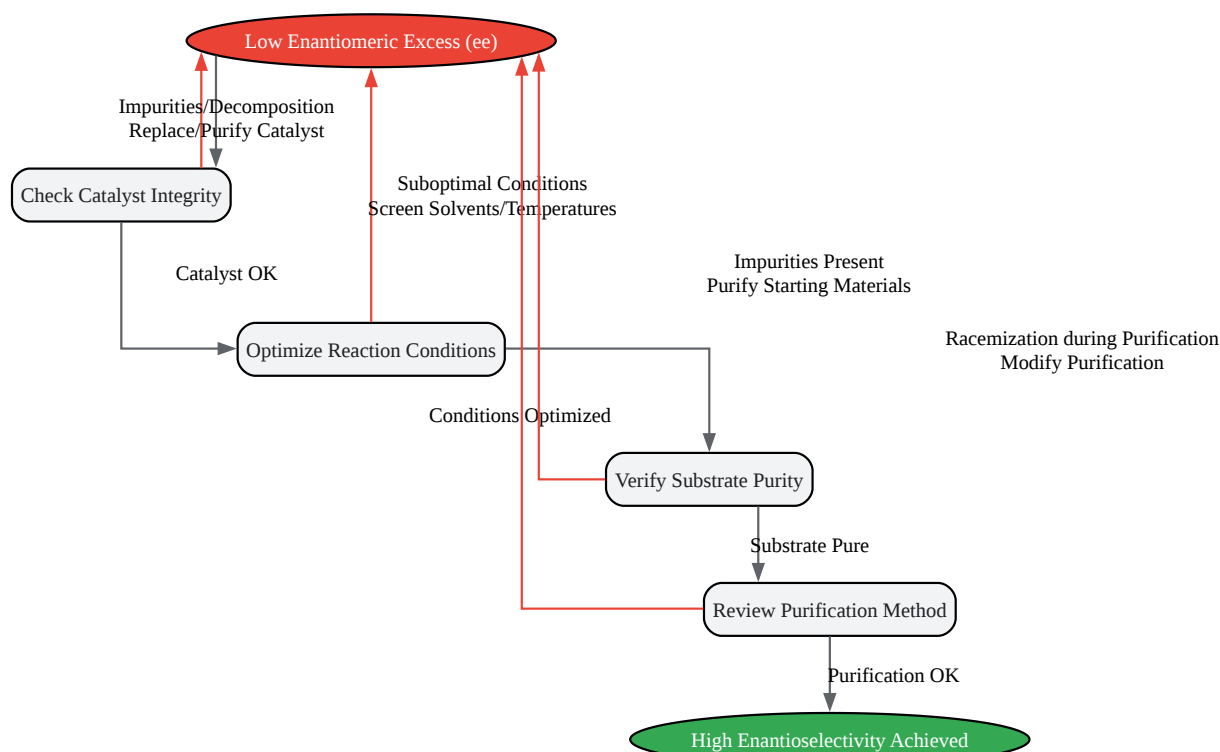 Low Enantiomeric Excess (ee)
Impurities/Decomposition
Replace/Purify Catalyst
Check Catalyst Integrity
Suboptimal Conditions
Screen Solvents/Temperatures
Catalyst OK
Impurities Present
Purify Starting Materials
Optimize Reaction Conditions
Racemization during Purification
Modify Purification
Conditions Optimized
Verify Substrate Purity
Substrate Pure
Review Purification Method
Purification OK
High Enantioselectivity Achieved